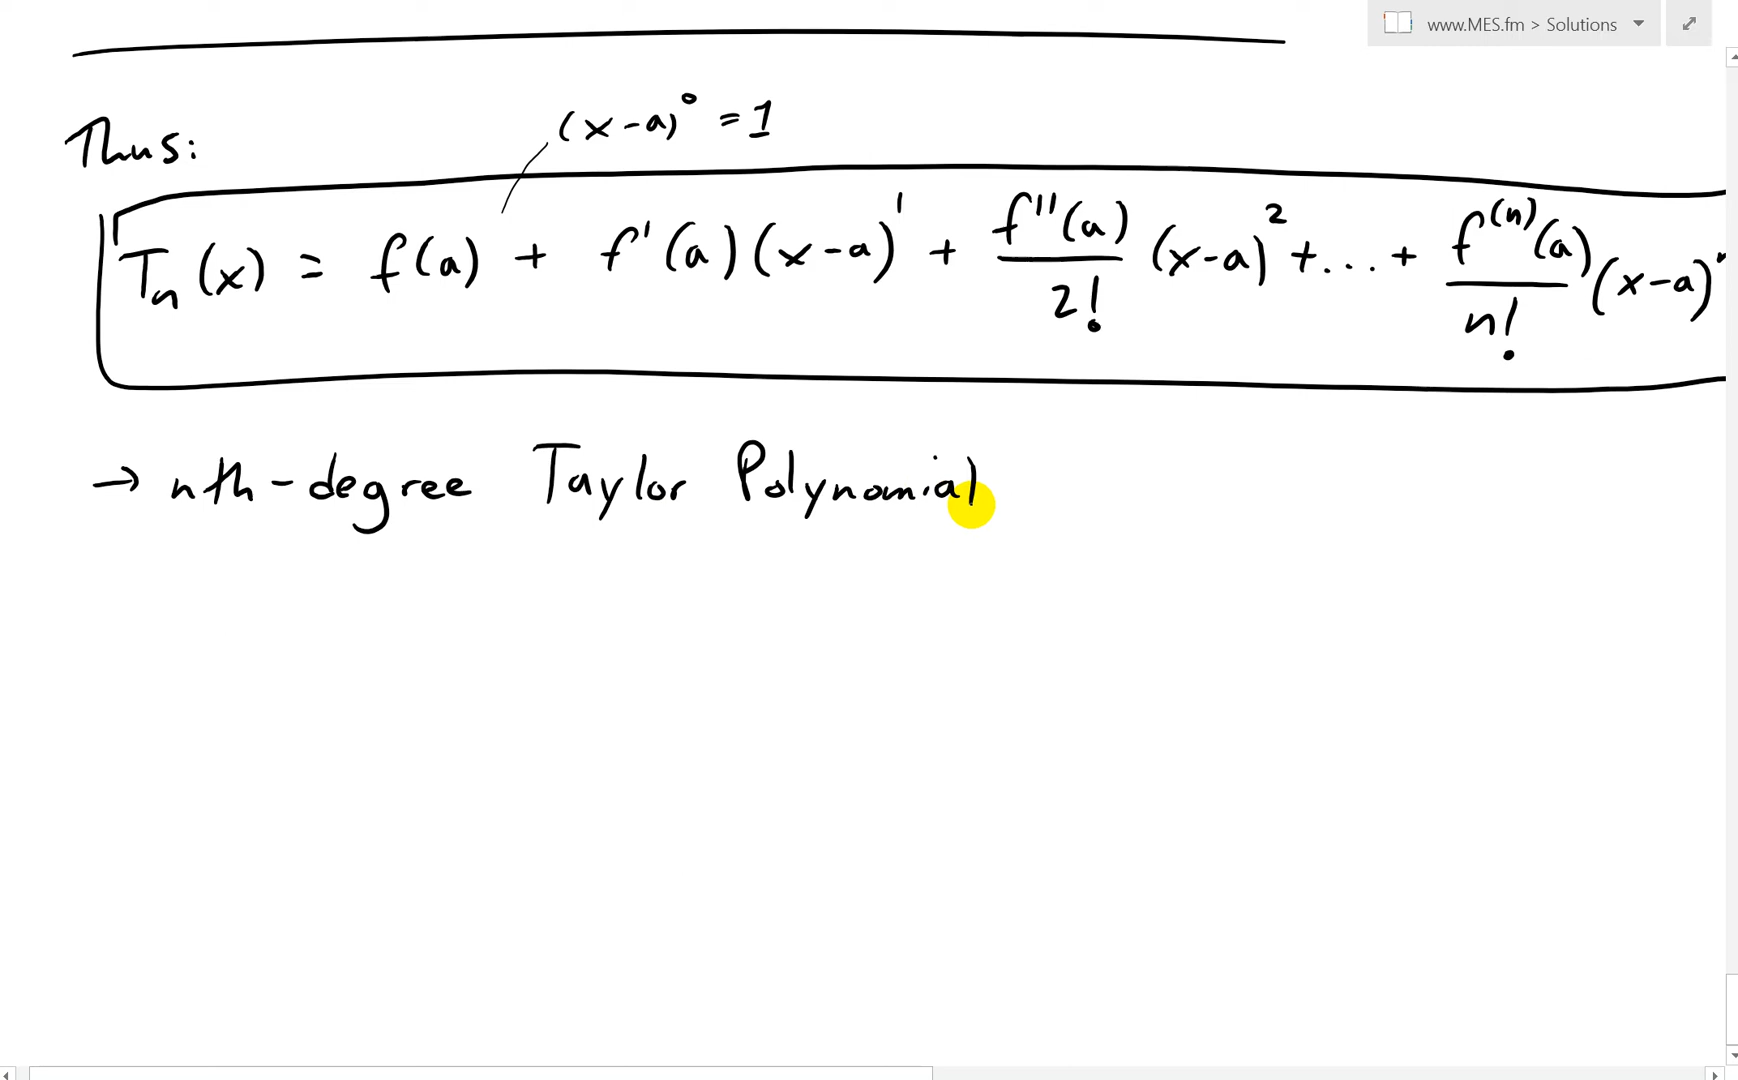 www.MES.fm > Solutions
(x-a)⁰ = 1
Thus:
Tₙ(x) = f(a) + f'(a)(x-a)¹ + f''(a)/2! (x-a)² + ... + f⁽ⁿ⁾(a)/n! (x-a)ⁿ
→ nth-degree Taylor Polynomial